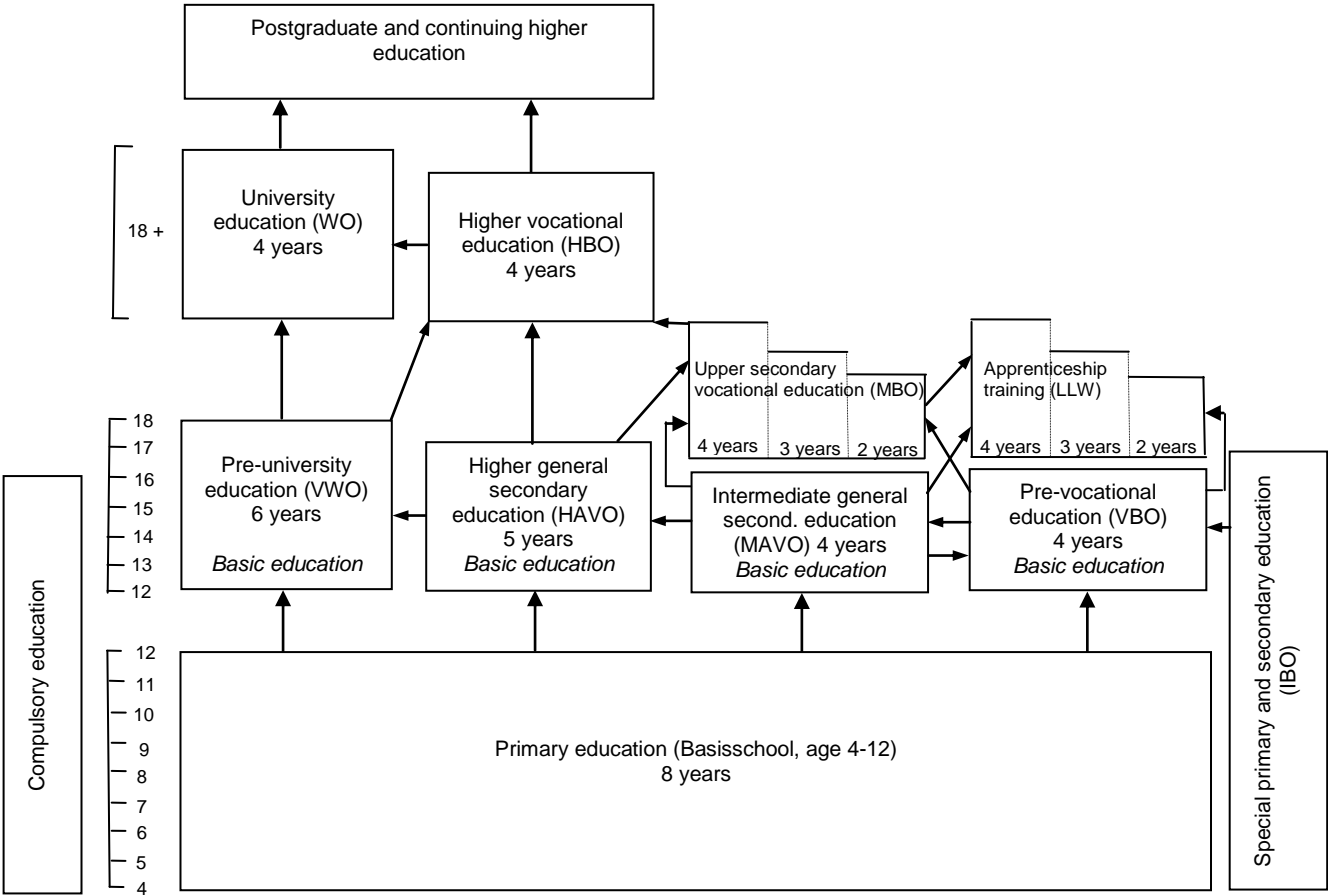 Postgraduate and continuing higher
education
18 +
University
education (WO)
4 years
Higher vocational
education (HBO)
4 years
Upper secondary
vocational education (MBO)
4 years
3 years
2 years
Apprenticeship
training (LLW)
4 years
3 years
2 years
18
17
16
15
14
13
12
Pre-university
education (VWO)
6 years
Basic education
Higher general
secondary
education (HAVO)
5 years
Basic education
Intermediate general
second. education
(MAVO) 4 years
Basic education
Pre-vocational
education (VBO)
4 years
Basic education
Compulsory education
Special primary and secondary education
(IBO)
12
11
10
9
8
7
6
5
4
Primary education (Basisschool, age 4-12)
8 years